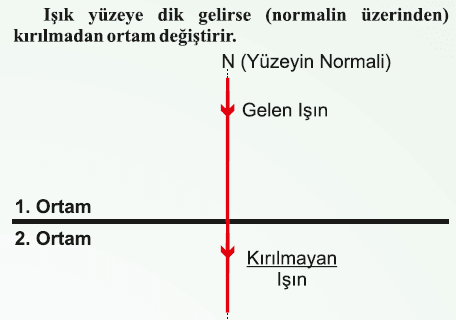 Işık yüzeye dik gelirse (normalin üzerinden)
kırılmadan ortam değiştirir.
N (Yüzeyin Normali)
Gelen Işın
1. Ortam
2. Ortam
Kırılmayan
Işın
N